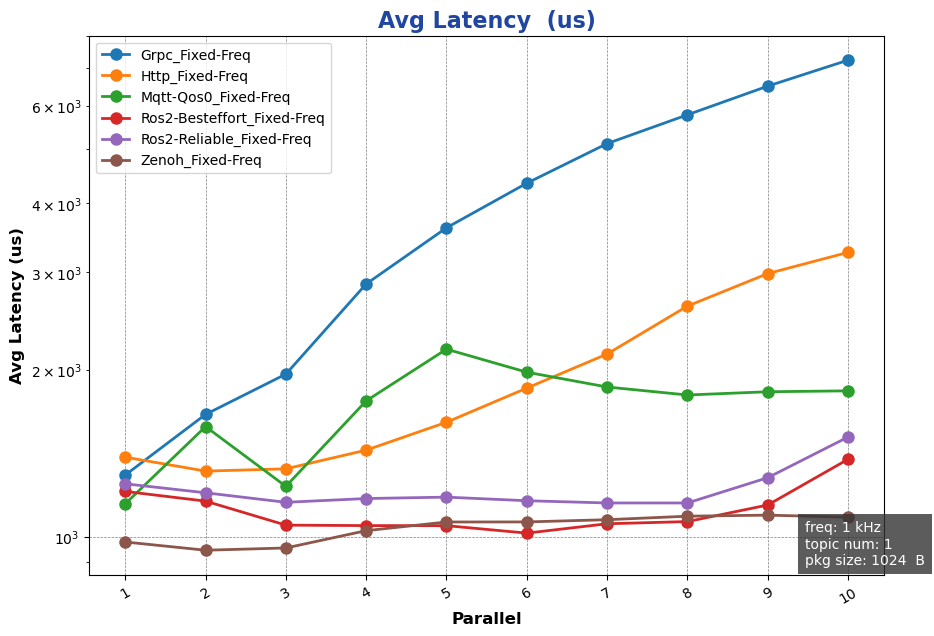 Avg Latency  (us)
Grpc_Fixed-Freq
Http_Fixed-Freq
Mqtt-Qos0_Fixed-Freq
Ros2-Besteffort_Fixed-Freq
Ros2-Reliable_Fixed-Freq
Zenoh_Fixed-Freq
6 × 10³
4 × 10³
3 × 10³
2 × 10³
10³
Avg Latency (us)
freq: 1 kHz
topic num: 1
pkg size: 1024  B
1 2 3 4 5 6 7 8 9 10
Parallel